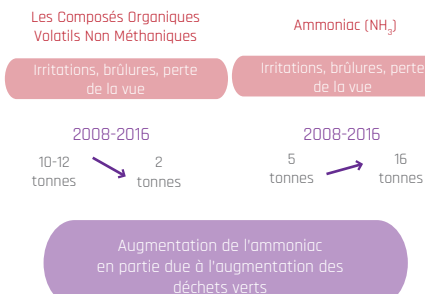 Les Composés Organiques
Volatils Non Méthaniques
Irritations, brûlures, perte
de la vue
2008-2016
10-12
tonnes
2
tonnes
Ammoniac (NH3)
Irritations, brûlures, perte
de la vue
2008-2016
5
tonnes
16
tonnes
Augmentation de l'ammoniac
en partie due à l'augmentation des
déchets verts